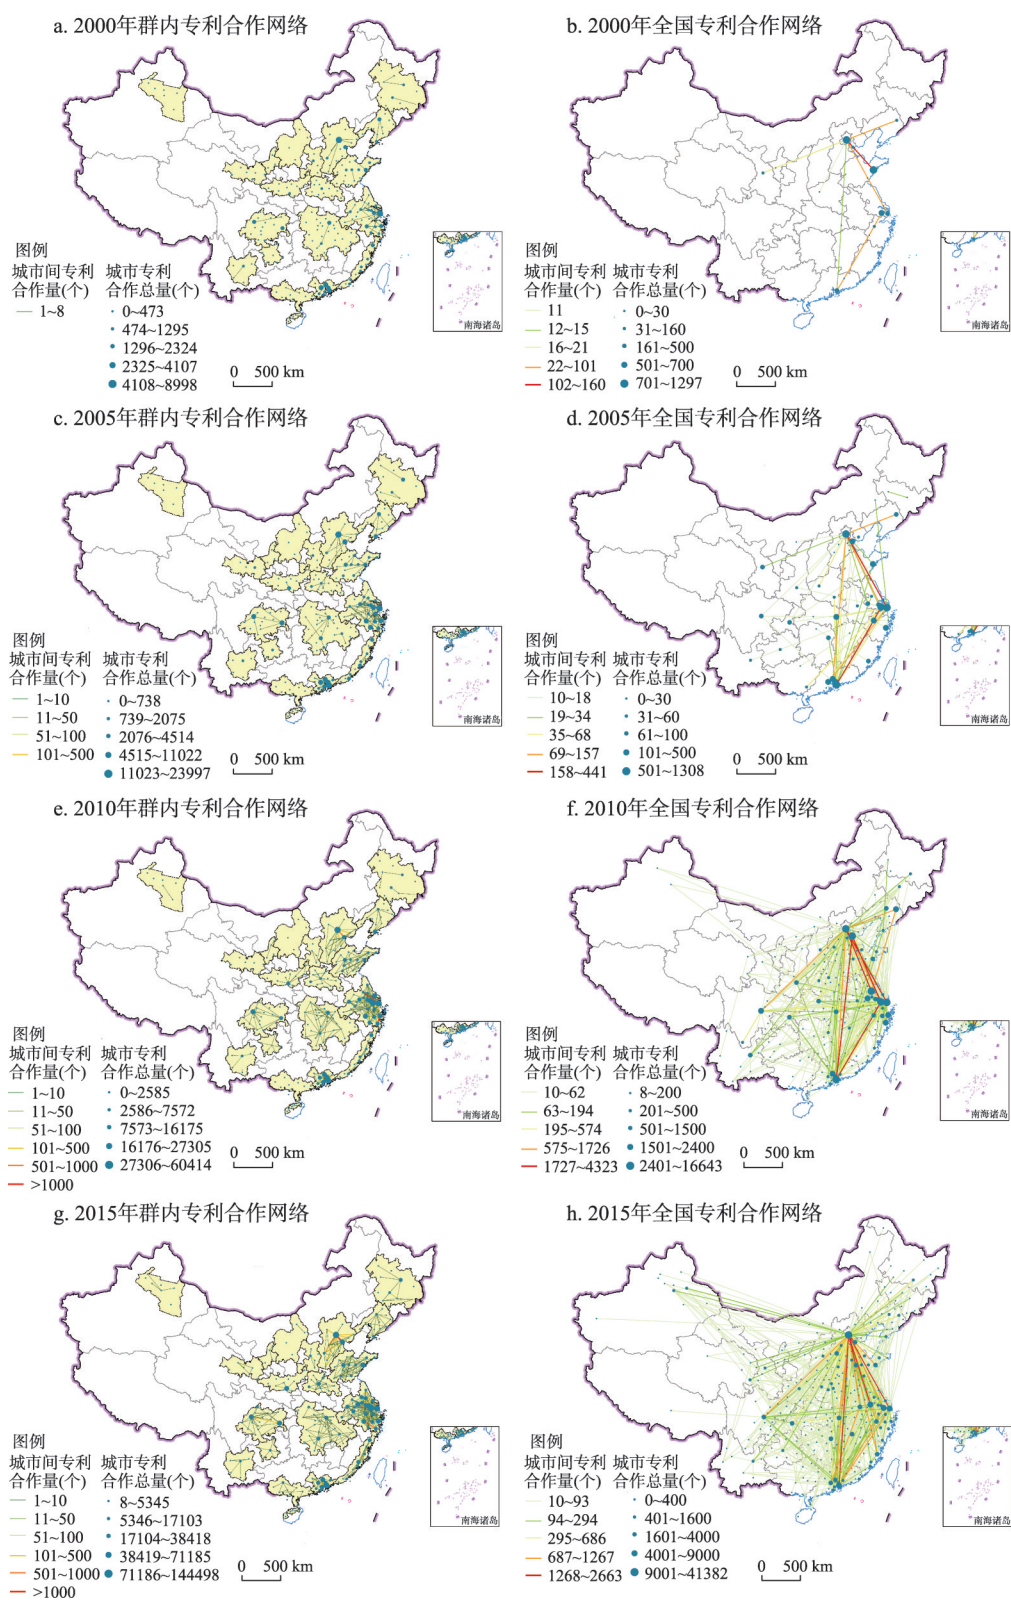 a. 2000年群内专利合作网络
图例
城市间专利 城市专利
合作量(个) 合作总量(个)
1~8 0~473
474~1295
1296~2324
2325~4107
4108~8998
0 500 km
南海诸岛
b. 2000年全国专利合作网络
图例
城市间专利 城市专利
合作量(个) 合作总量(个)
11 0~30
12~15 31~160
16~21 161~500
22~101 501~700
102~160 701~1297
0 500 km
南海诸岛
c. 2005年群内专利合作网络
图例
城市间专利 城市专利
合作量(个) 合作总量(个)
1~10 0~738
11~50 739~2075
51~100 2076~4514
101~500 4515~11022
11023~23997
0 500 km
南海诸岛
d. 2005年全国专利合作网络
图例
城市间专利 城市专利
合作量(个) 合作总量(个)
10~18 0~30
19~34 31~60
35~68 61~100
69~157 101~500
158~441 501~1308
0 500 km
南海诸岛
e. 2010年群内专利合作网络
图例
城市间专利 城市专利
合作量(个) 合作总量(个)
1~10 0~2585
11~50 2586~7572
51~100 7573~16175
101~500 16176~27305
501~1000 27306~60414
>1000
0 500 km
南海诸岛
f. 2010年全国专利合作网络
图例
城市间专利 城市专利
合作量(个) 合作总量(个)
10~62 8~200
63~194 201~500
195~574 501~1500
575~1726 1501~2400
1727~4323 2401~16643
0 500 km
南海诸岛
g. 2015年群内专利合作网络
图例
城市间专利 城市专利
合作量(个) 合作总量(个)
1~10 8~5345
11~50 5346~17103
51~100 17104~38418
101~500 38419~71185
501~1000 71186~144498
>1000
0 500 km
南海诸岛
h. 2015年全国专利合作网络
图例
城市间专利 城市专利
合作量(个) 合作总量(个)
10~93 0~400
94~294 401~1600
295~686 1601~4000
687~1267 4001~9000
1268~2663 9001~41382
0 500 km
南海诸岛